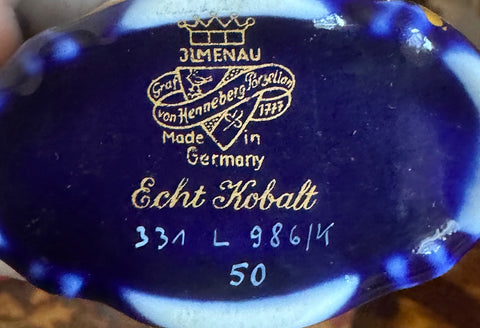 ILMENAU
Graf
von Henneberg Porzellan
1777
Made in
Germany
Echt Kobalt
331 L 986/K
50